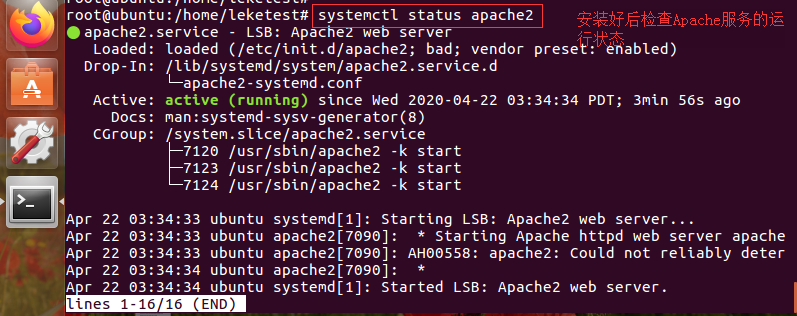 root@ubuntu:/home/leketest#
root@ubuntu:/home/leketest# systemctl status apache2
安装好后检查Apache服务的运
行状态
● apache2.service - LSB: Apache2 web server
Loaded: loaded (/etc/init.d/apache2; bad; vendor preset: enabled)
Drop-In: /lib/systemd/system/apache2.service.d
└─apache2-systemd.conf
Active: active (running) since Wed 2020-04-22 03:34:34 PDT; 3min 56s ago
Docs: man:systemd-sysv-generator(8)
CGroup: /system.slice/apache2.service
├─7120 /usr/sbin/apache2 -k start
├─7123 /usr/sbin/apache2 -k start
└─7124 /usr/sbin/apache2 -k start
Apr 22 03:34:33 ubuntu systemd[1]: Starting LSB: Apache2 web server...
Apr 22 03:34:33 ubuntu apache2[7090]:  * Starting Apache httpd web server apache
Apr 22 03:34:33 ubuntu apache2[7090]: AH00558: apache2: Could not reliably deter
Apr 22 03:34:34 ubuntu apache2[7090]:  *
Apr 22 03:34:34 ubuntu systemd[1]: Started LSB: Apache2 web server.
lines 1-16/16 (END)